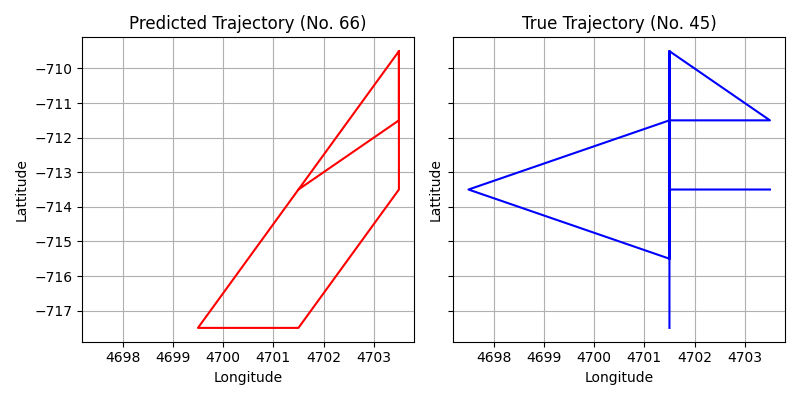 Predicted Trajectory (No. 66)
True Trajectory (No. 45)
Lattitude
−710
−711
−712
−713
−714
−715
−716
−717
4698 4699 4700 4701 4702 4703
Longitude
Lattitude
4698 4699 4700 4701 4702 4703
Longitude